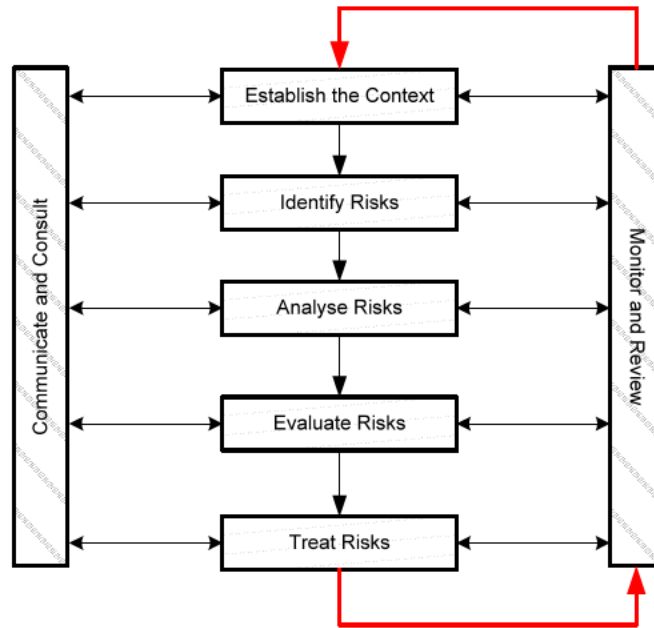 Establish the Context
Identify Risks
Analyse Risks
Evaluate Risks
Treat Risks
Communicate and Consult
Monitor and Review